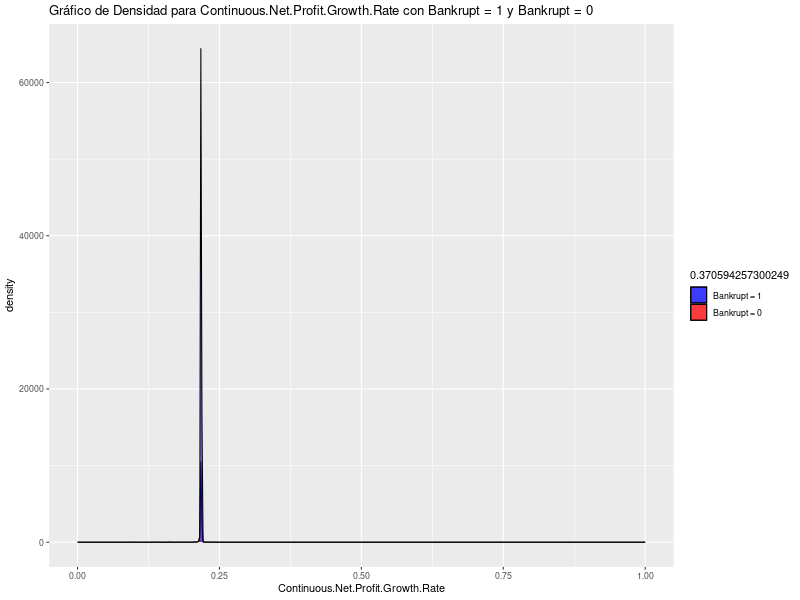 Gráfico de Densidad para Continuous.Net.Profit.Growth.Rate con Bankrupt = 1 y Bankrupt = 0
60000
40000
20000
0
density
0.00
0.25
0.50
0.75
1.00
Continuous.Net.Profit.Growth.Rate
0.370594257300249
Bankrupt = 1
Bankrupt = 0